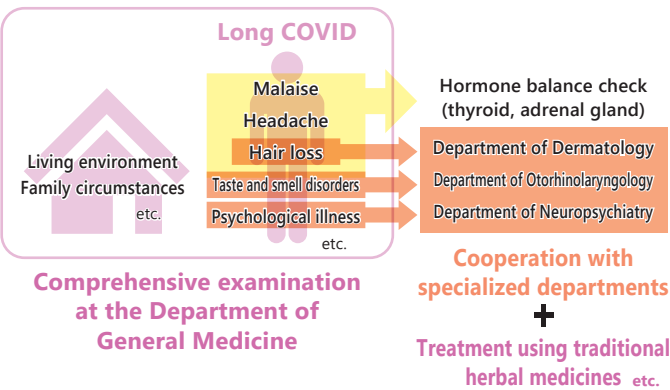 Long COVID
Malaise
Headache
Hair loss
Taste and smell disorders
Psychological illness
etc.
Living environment
Family circumstances
etc.
Hormone balance check
(thyroid, adrenal gland)
Department of Dermatology
Department of Otorhinolaryngology
Department of Neuropsychiatry
Comprehensive examination
at the Department of
General Medicine
Cooperation with
specialized departments
+
Treatment using traditional
herbal medicines etc.